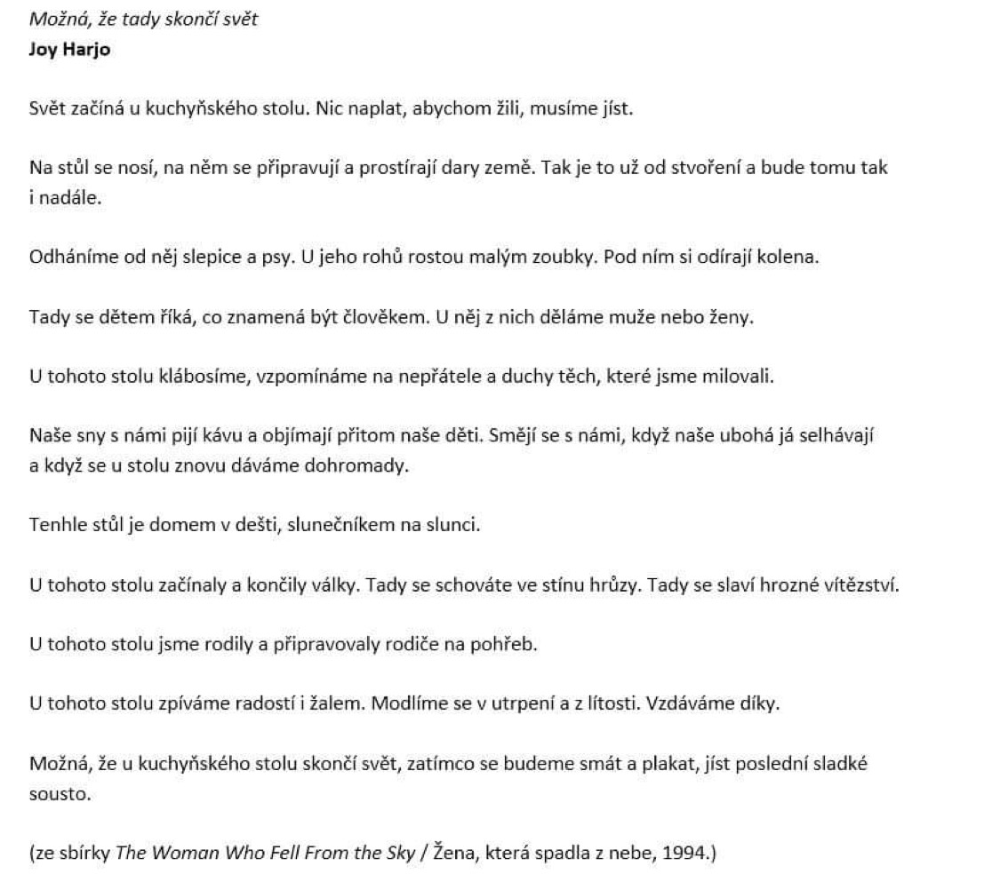 Možná, že tady skončí svět
Joy Harjo
Svět začíná u kuchyňského stolu. Nic naplat, abychom žili, musíme jíst.
Na stůl se nosí, na něm se připravují a prostírají dary země. Tak je to už od stvoření a bude tomu tak
i nadále.
Odháníme od něj slepice a psy. U jeho rohů rostou malým zoubky. Pod ním si odírají kolena.
Tady se dětem říká, co znamená být člověkem. U něj z nich děláme muže nebo ženy.
U tohoto stolu klábosíme, vzpomínáme na nepřátele a duchy těch, které jsme milovali.
Naše sny s námi pijí kávu a objímají přitom naše děti. Smějí se s námi, když naše ubohá já selhávají
a když se u stolu znovu dáváme dohromady.
Tenhle stůl je domem v dešti, slunečníkem na slunci.
U tohoto stolu začínaly a končily války. Tady se schováte ve stínu hrůzy. Tady se slaví hrozné vítězství.
U tohoto stolu jsme rodily a připravovaly rodiče na pohřeb.
U tohoto stolu zpíváme radostí i žalem. Modlíme se v utrpení a z lítosti. Vzdáváme díky.
Možná, že u kuchyňského stolu skončí svět, zatímco se budeme smát a plakat, jíst poslední sladké
sousto.
(ze sbírky The Woman Who Fell From the Sky / Žena, která spadla z nebe, 1994.)